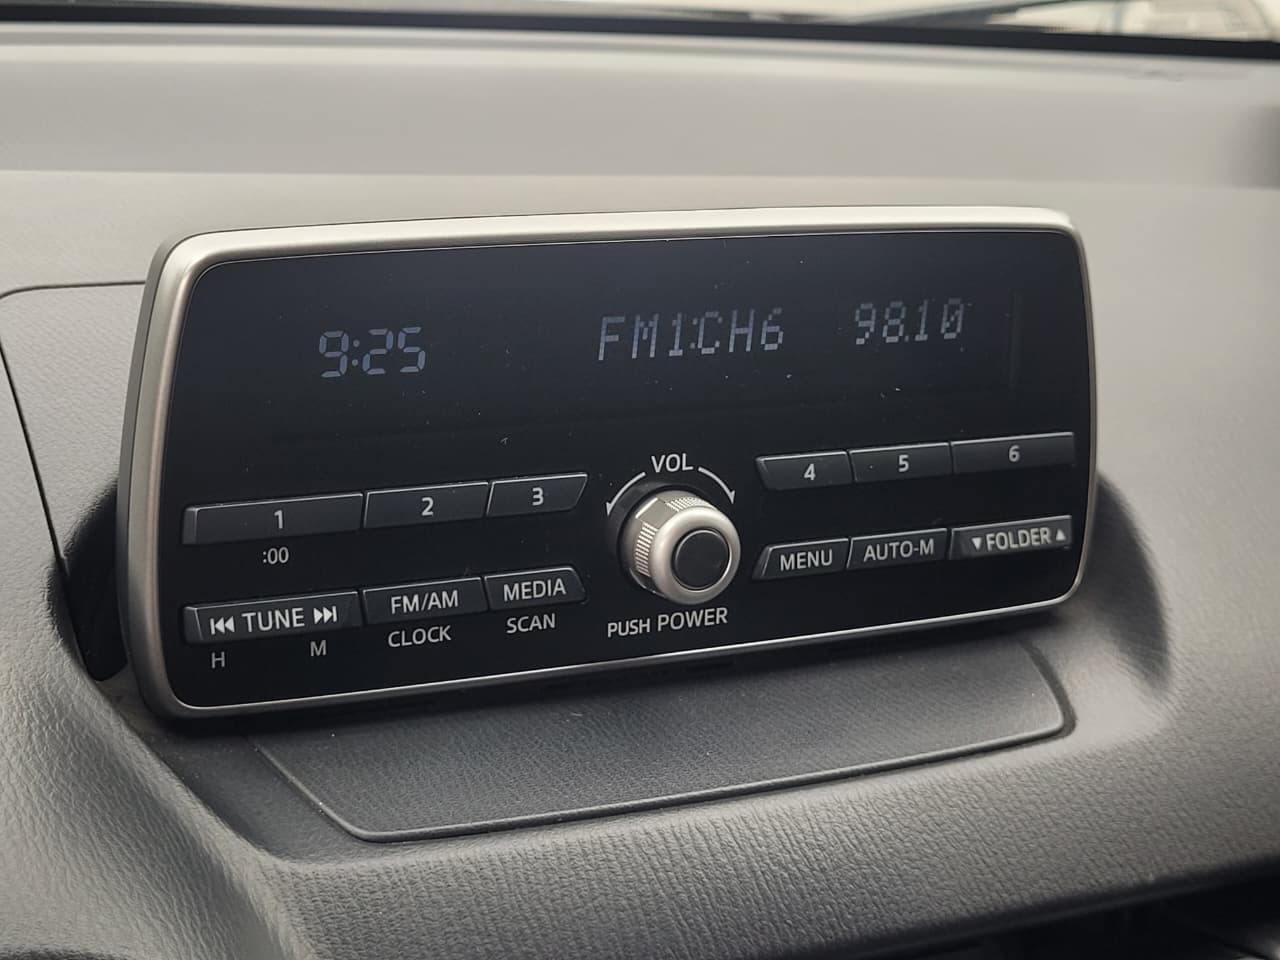 9:25 FM1:CH6 98.10
VOL
1 2 3 4 5 6
:00
⏮ TUNE ⏭ FM/AM MEDIA MENU AUTO-M ▼FOLDER▲
H M CLOCK SCAN PUSH POWER